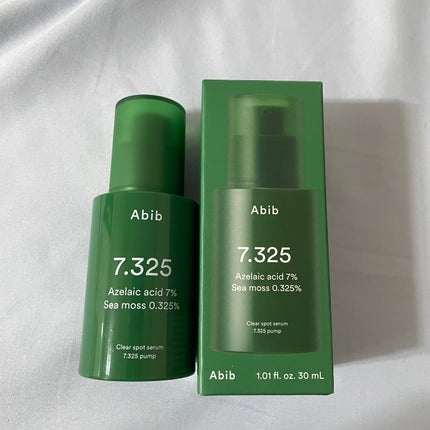 Abib
7.325
Azelaic acid 7%
Sea moss 0.325%
Clear spot serum
7.325 pump
Abib
7.325
Azelaic acid 7%
Sea moss 0.325%
Clear spot serum
7.325 pump
Abib 1.01 fl. oz. 30 mL